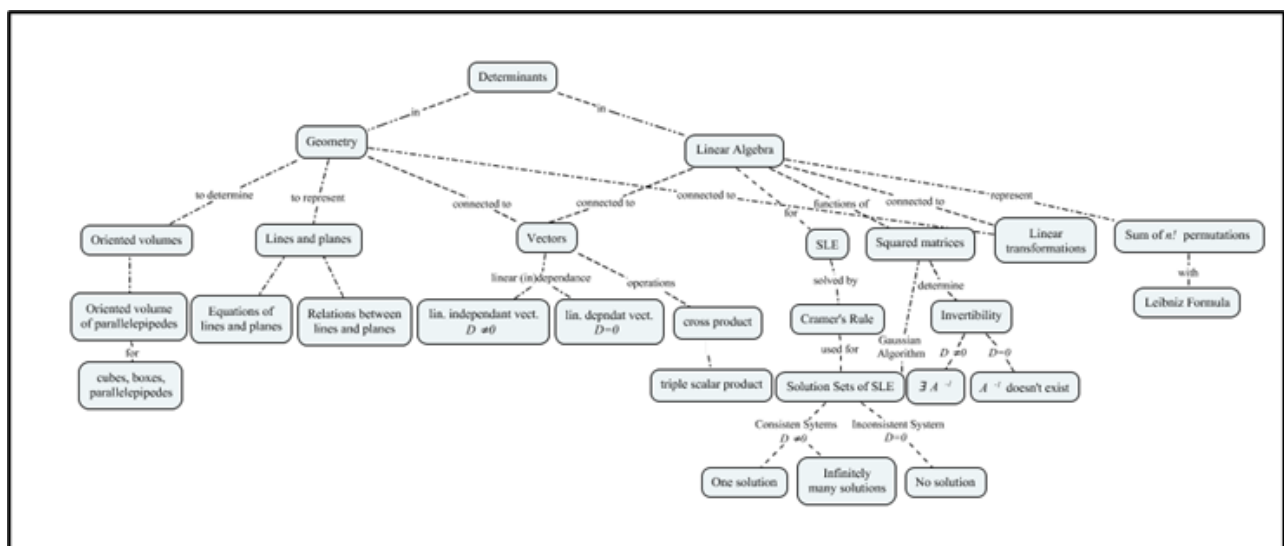 Determinants
in
in
Geometry
Linear Algebra
to determine
to represent
connected to
connected to
connected to
for
functions of
connected to
represent
Oriented volumes
Lines and planes
Vectors
SLE
Squared matrices
Linear
transformations
Sum of n! permutations
linear (in)dependance
operations
solved by
determine
with
Oriented volume
of parallelepipedes
Equations of
lines and planes
Relations between
lines and planes
lin. independant vect.
D ≠0
lin. depndat vect.
D=0
cross product
Cramer's Rule
Invertibility
Leibniz Formula
for
used for
Gaussian
Algorithm
D ≠0
D=0
cubes, boxes,
parallelepipedes
triple scalar product
Solution Sets of SLE
∃ A ⁻¹
A ⁻¹ doesn't exist
Consisten Sytems
D ≠0
Inconsistent System
D=0
One solution
Infinitely
many solutions
No solution